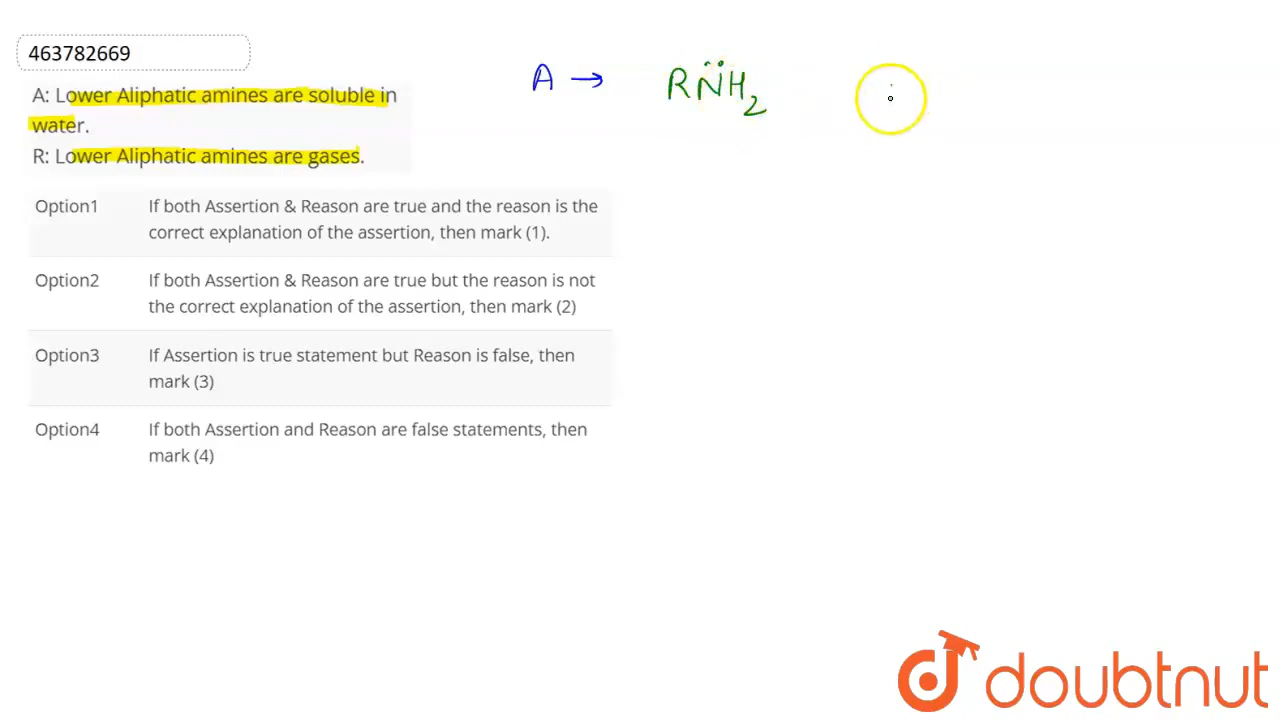 463782669
A: Lower Aliphatic amines are soluble in
water.
R: Lower Aliphatic amines are gases.
A → RN̈H₂
Option1 If both Assertion & Reason are true and the reason is the
correct explanation of the assertion, then mark (1).
Option2 If both Assertion & Reason are true but the reason is not
the correct explanation of the assertion, then mark (2)
Option3 If Assertion is true statement but Reason is false, then
mark (3)
Option4 If both Assertion and Reason are false statements, then
mark (4)
doubtnut